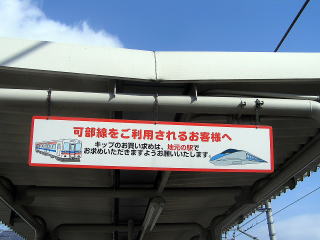 可部線をご利用されるお客様へ
キップのお買い求めは、地元の駅で
お求めいただきますようお願いいたします。